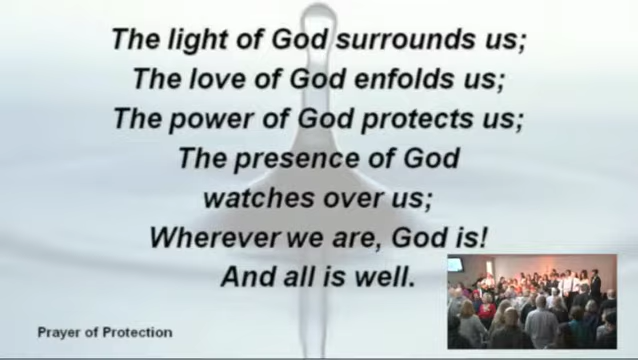 The light of God surrounds us;
The love of God enfolds us;
The power of God protects us;
The presence of God
watches over us;
Wherever we are, God is!
And all is well.
Prayer of Protection